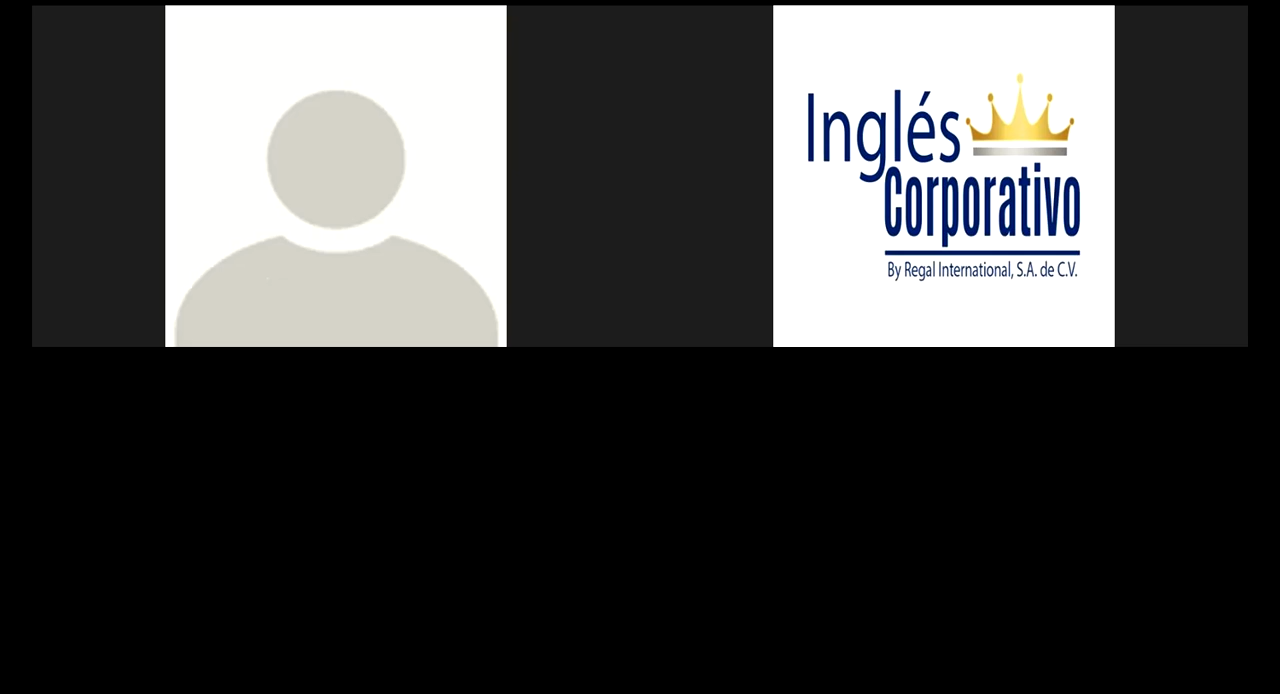 Inglés
Corporativo
By Regal International, S.A. de C.V.